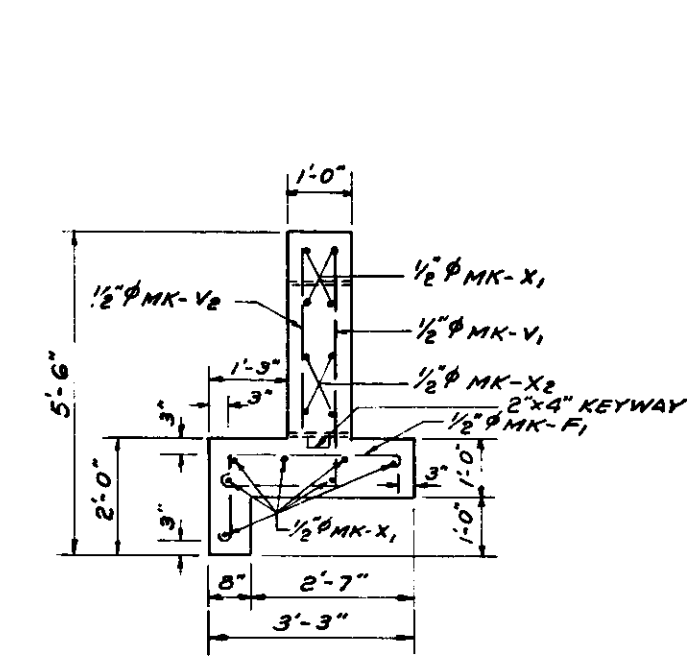 1'-0"
1/2" φ MK-X1
1/2" φ MK-V2
1/2" φ MK-V1
1'-3"
1/2" φ MK-X2
3"
2"x4" KEYWAY
5'-6"
1/2" φ MK-F1
3"
1'-0"
3"
2'-0"
3"
1/2" φ MK-X1
1'-0"
8"
2'-7"
3'-3"